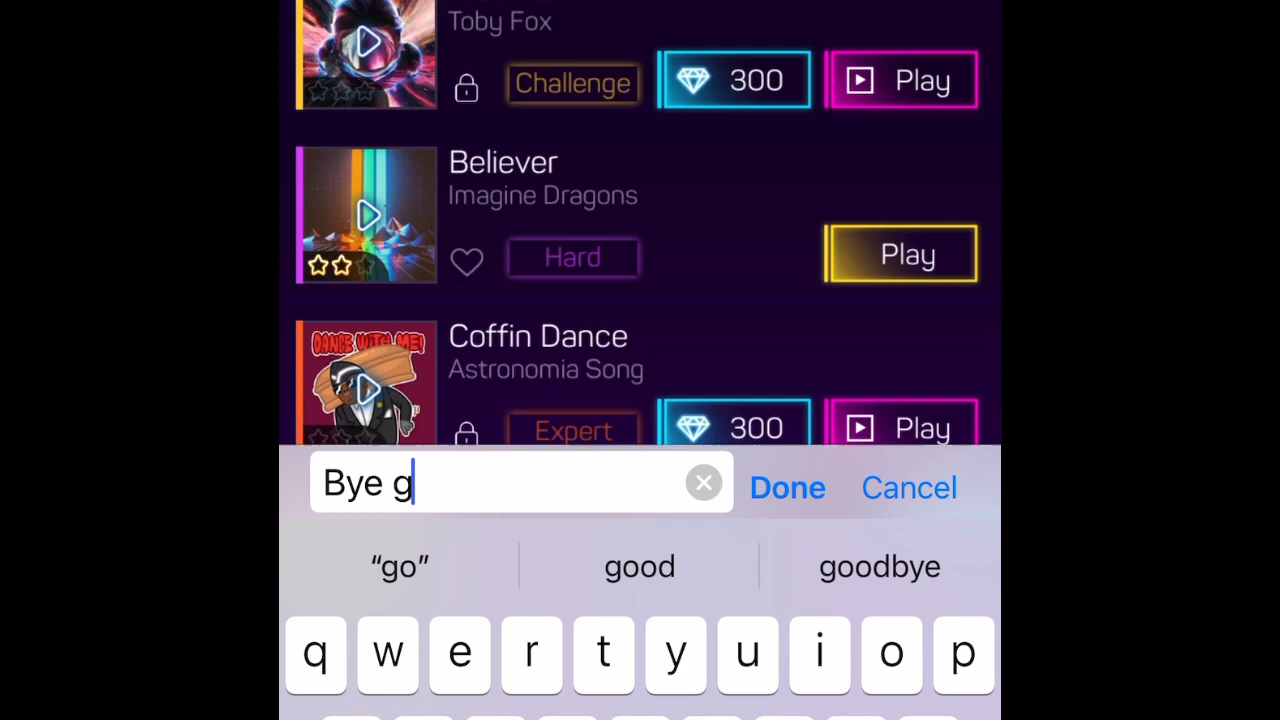 Toby Fox
Challenge
300
Play
Believer
Imagine Dragons
Hard
Play
DANCE WITH ME!
Coffin Dance
Astronomia Song
Expert
300
Play
Bye g
Done
Cancel
“go”
good
goodbye
q w e r t y u i o p